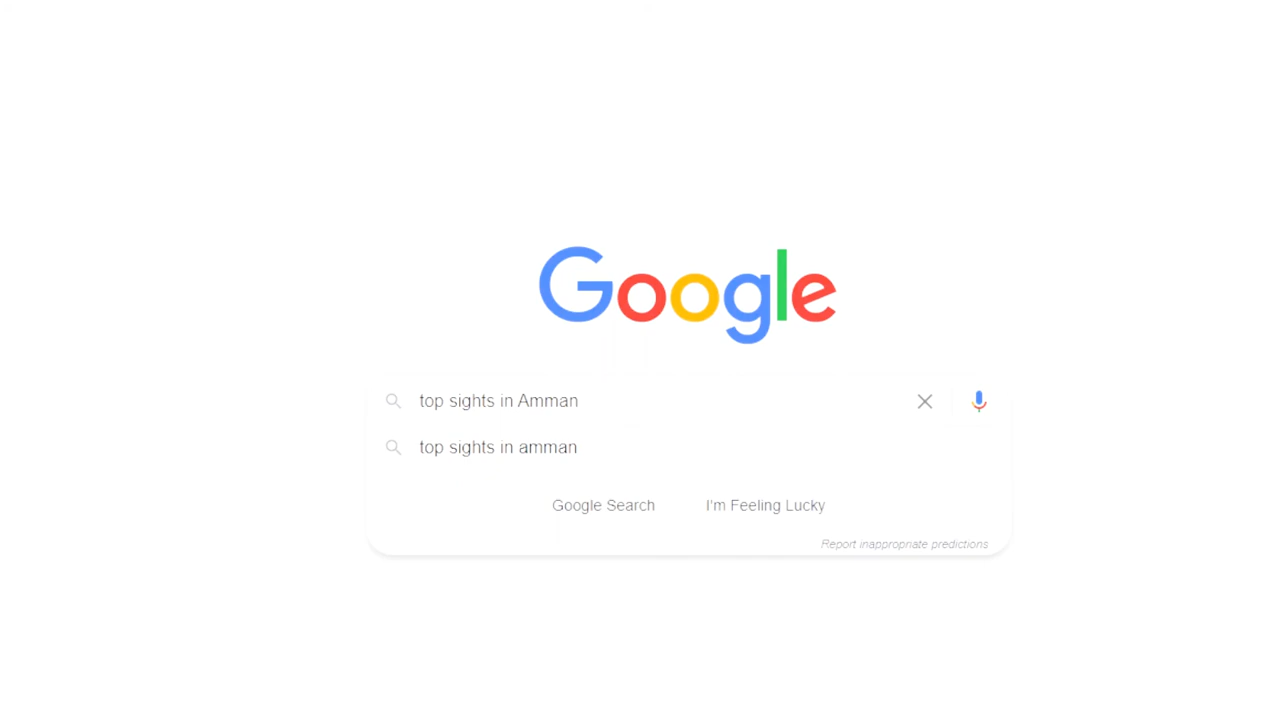 Google
top sights in Amman
top sights in amman
Google Search I'm Feeling Lucky
Report inappropriate predictions